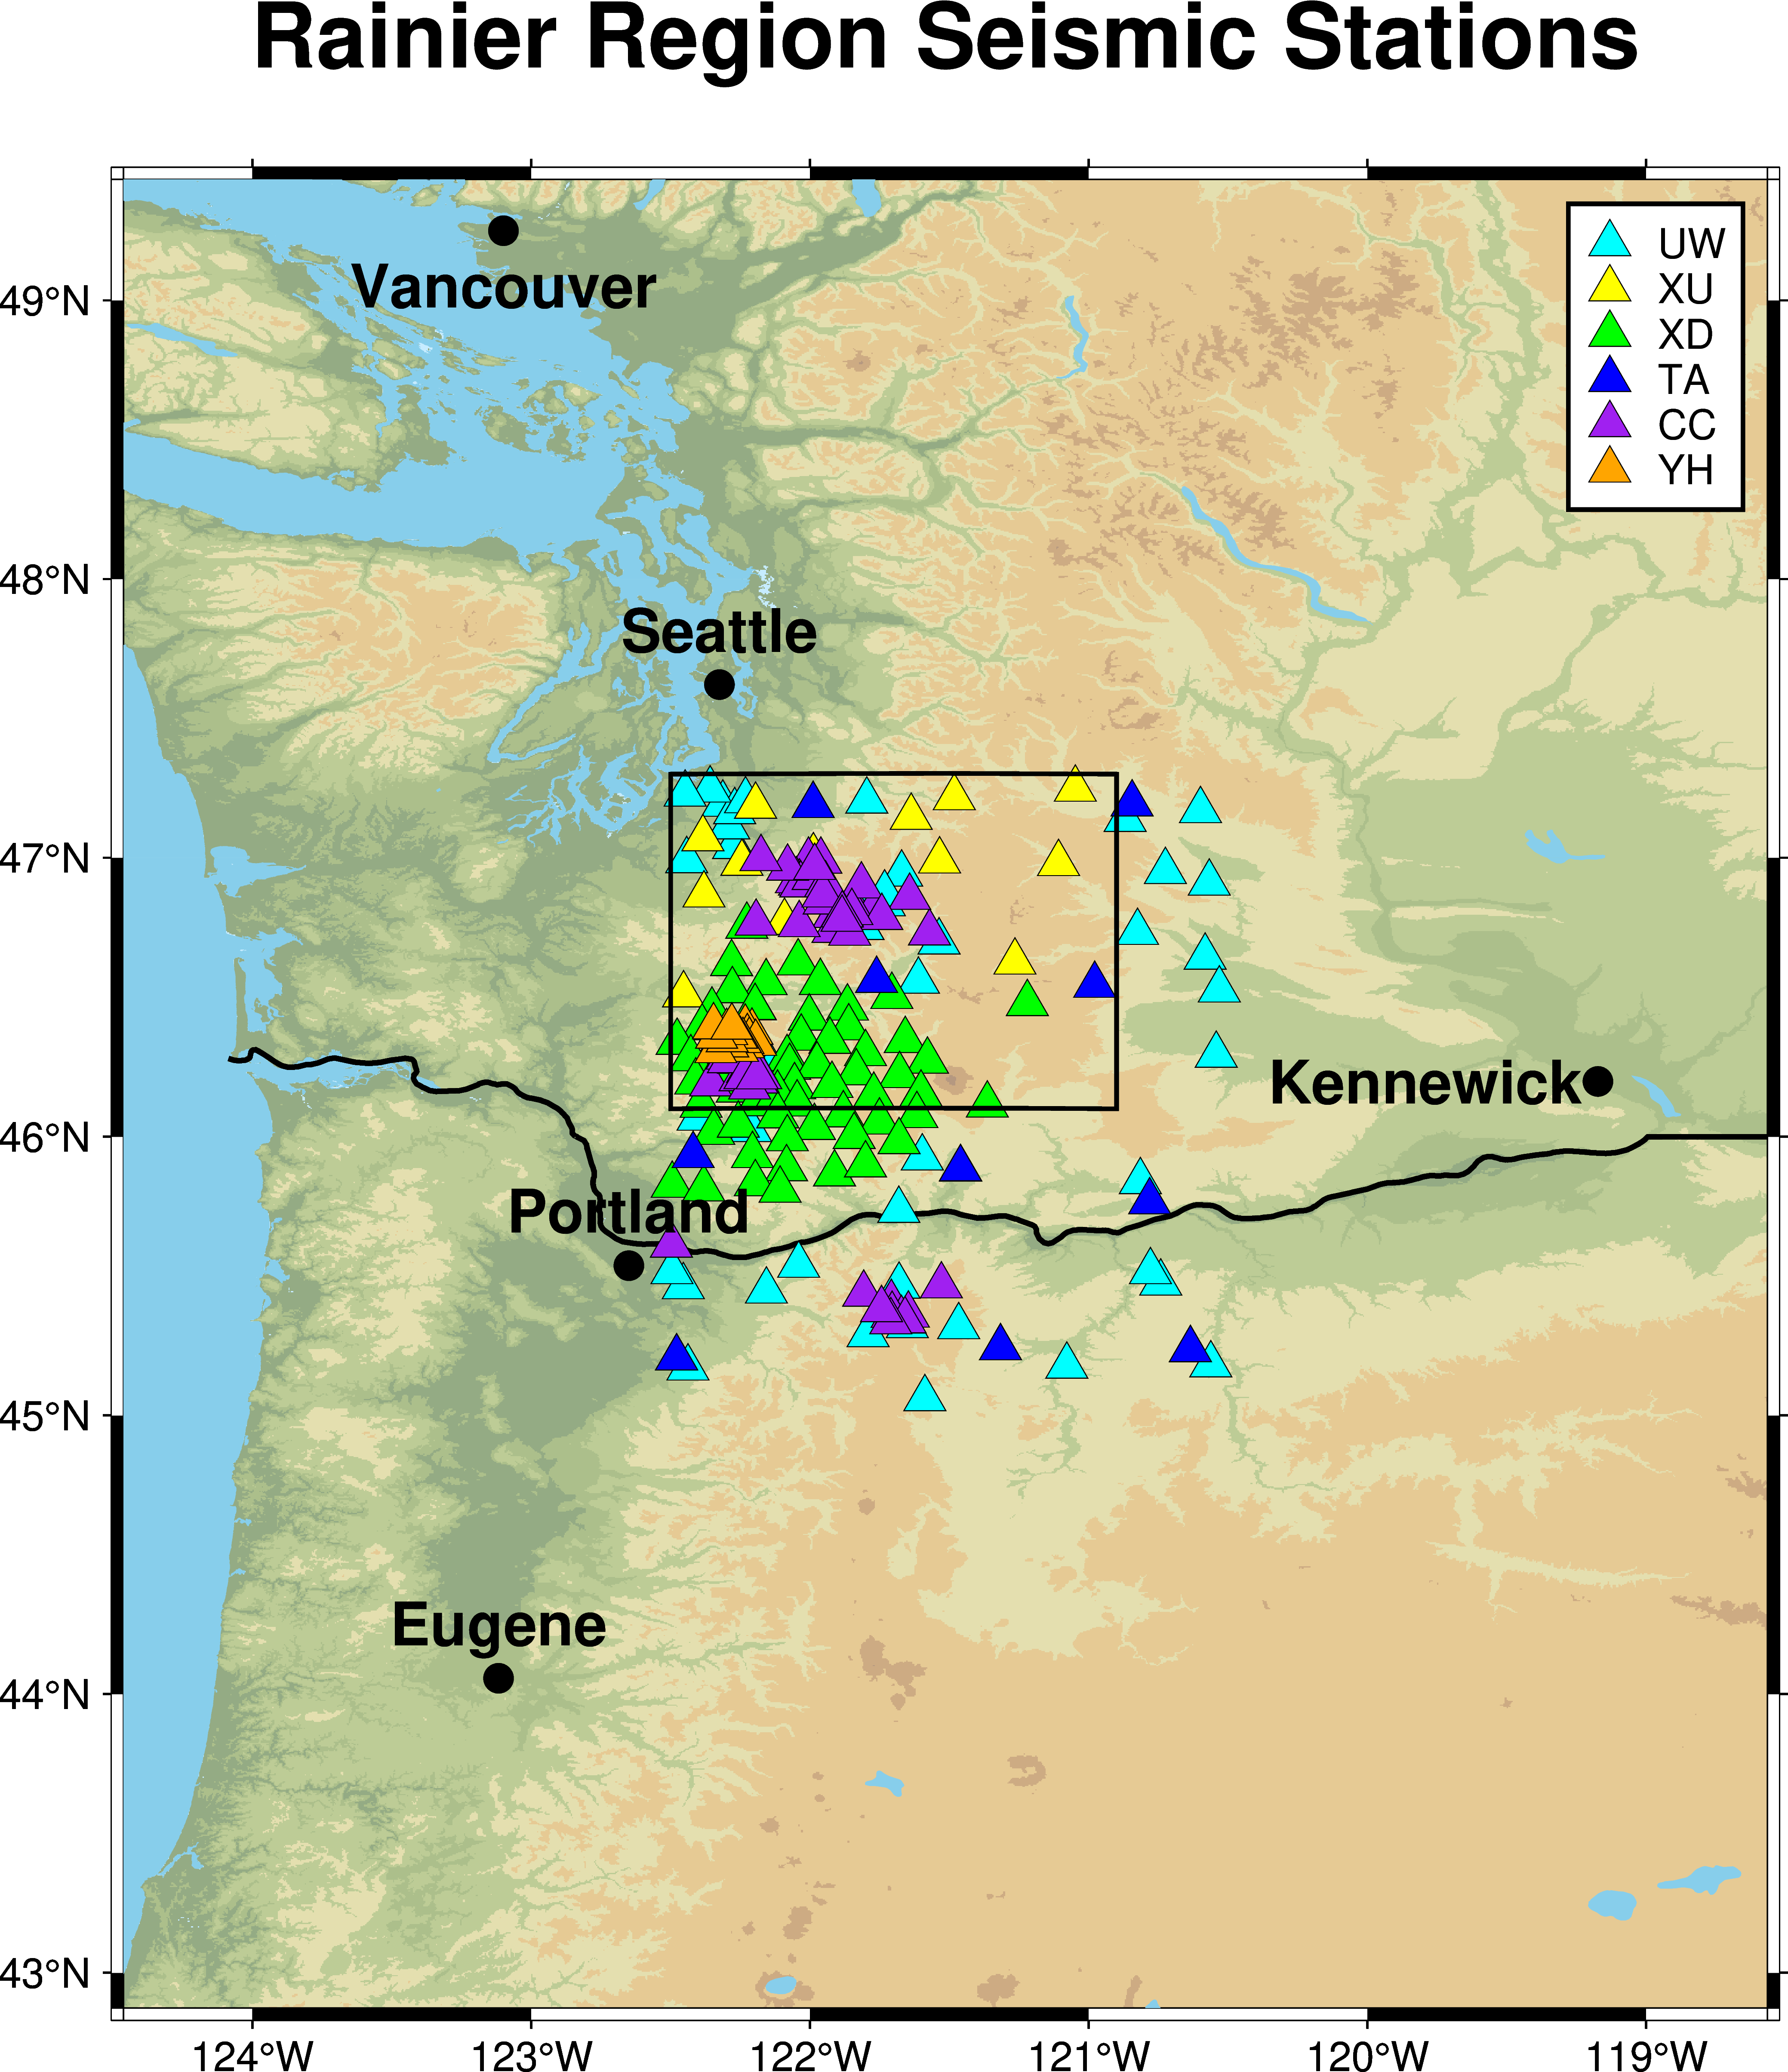 Rainier Region Seismic Stations
Vancouver
UW
XU
XD
TA
CC
YH
49°N
48°N
Seattle
47°N
Kennewick
46°N
Portland
45°N
Eugene
44°N
43°N
124°W
123°W
122°W
121°W
120°W
119°W